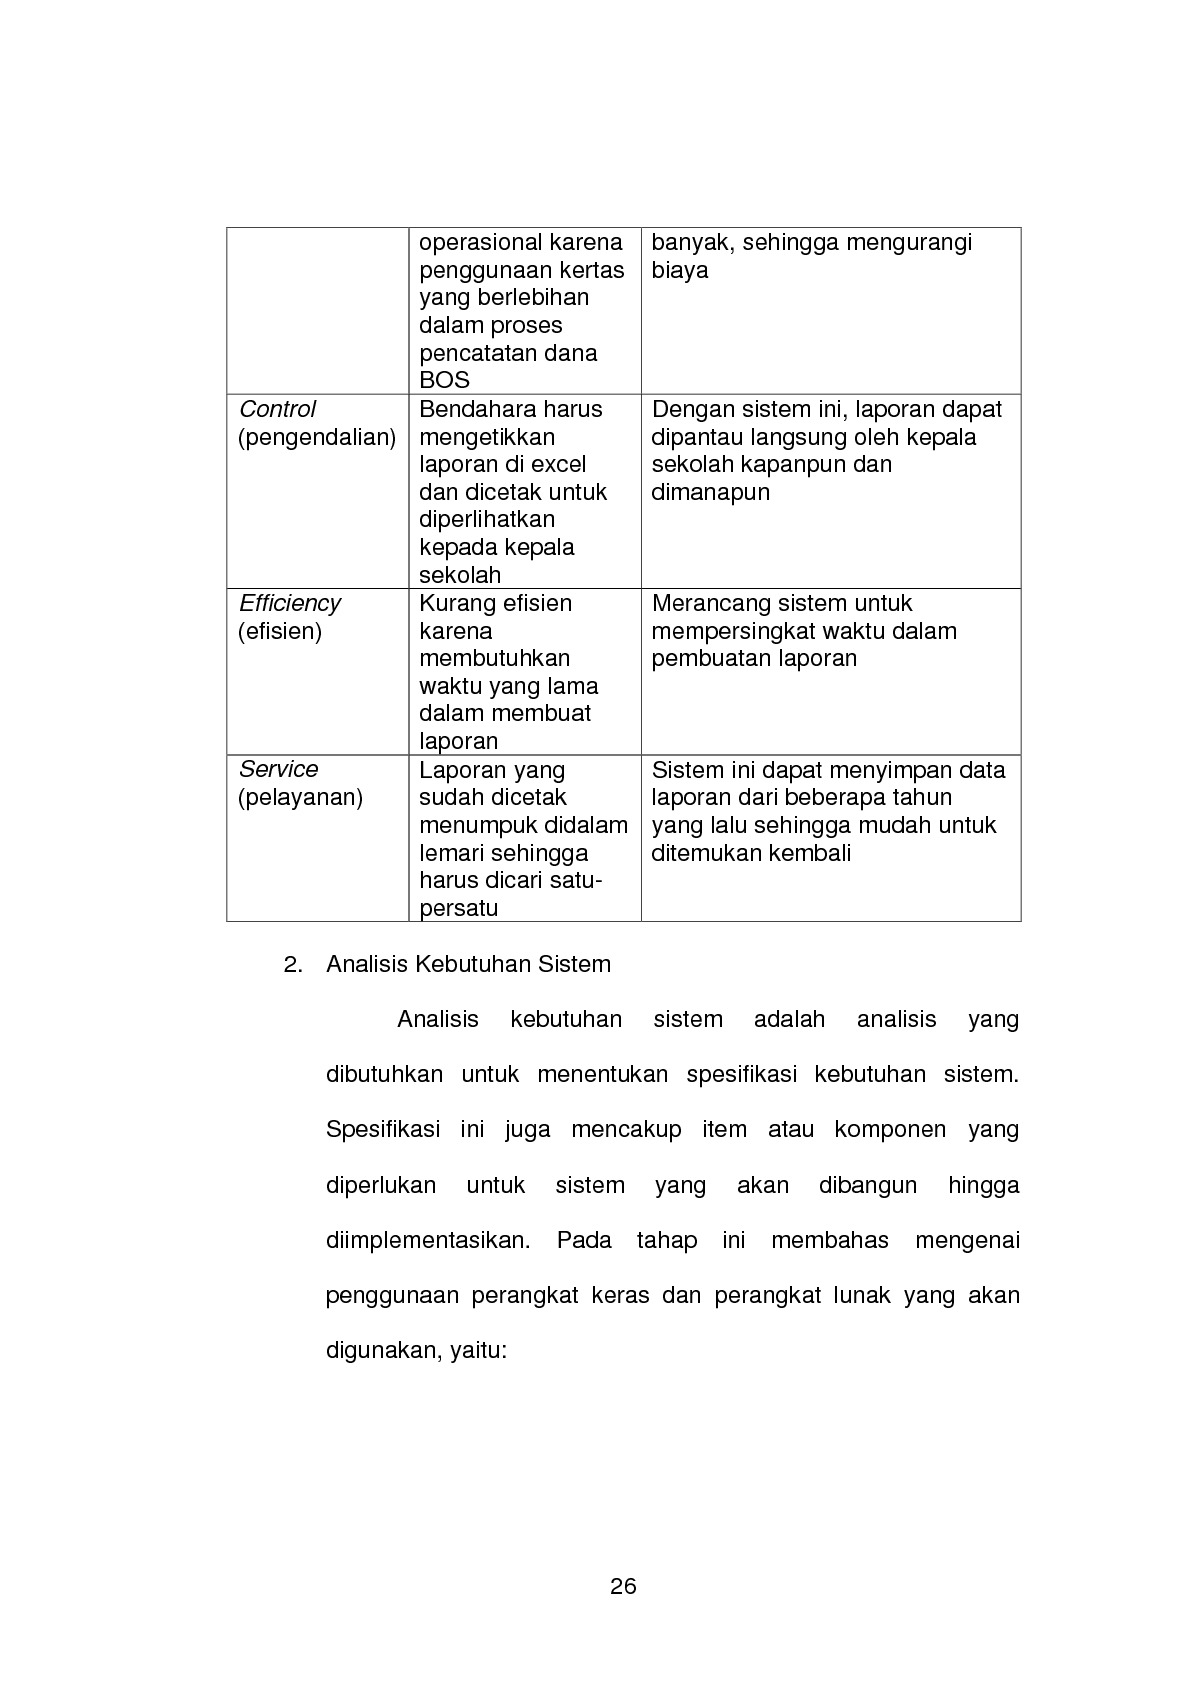 operasional karena
penggunaan kertas
yang berlebihan
dalam proses
pencatatan dana
BOS
banyak, sehingga mengurangi
biaya
Control
(pengendalian)
Bendahara harus
mengetikkan
laporan di excel
dan dicetak untuk
diperlihatkan
kepada kepala
sekolah
Dengan sistem ini, laporan dapat
dipantau langsung oleh kepala
sekolah kapanpun dan
dimanapun
Efficiency
(efisien)
Kurang efisien
karena
membutuhkan
waktu yang lama
dalam membuat
laporan
Merancang sistem untuk
mempersingkat waktu dalam
pembuatan laporan
Service
(pelayanan)
Laporan yang
sudah dicetak
menumpuk didalam
lemari sehingga
harus dicari satu-
persatu
Sistem ini dapat menyimpan data
laporan dari beberapa tahun
yang lalu sehingga mudah untuk
ditemukan kembali
2. Analisis Kebutuhan Sistem
Analisis kebutuhan sistem adalah analisis yang
dibutuhkan untuk menentukan spesifikasi kebutuhan sistem.
Spesifikasi ini juga mencakup item atau komponen yang
diperlukan untuk sistem yang akan dibangun hingga
diimplementasikan. Pada tahap ini membahas mengenai
penggunaan perangkat keras dan perangkat lunak yang akan
digunakan, yaitu:
26